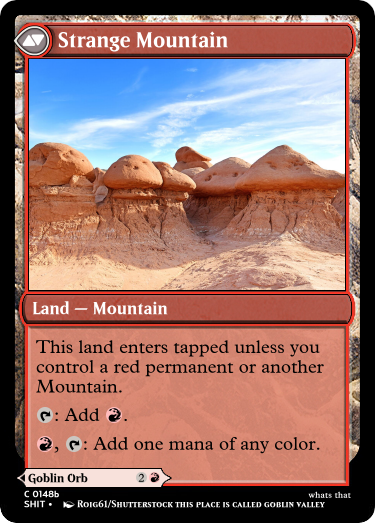 Strange Mountain
Land — Mountain
This land enters tapped unless you
control a red permanent or another
Mountain.
: Add .
, : Add one mana of any color.
Goblin Orb 2
C 0148b
whats that
SHIT • Roig61/Shutterstock this place is called goblin valley